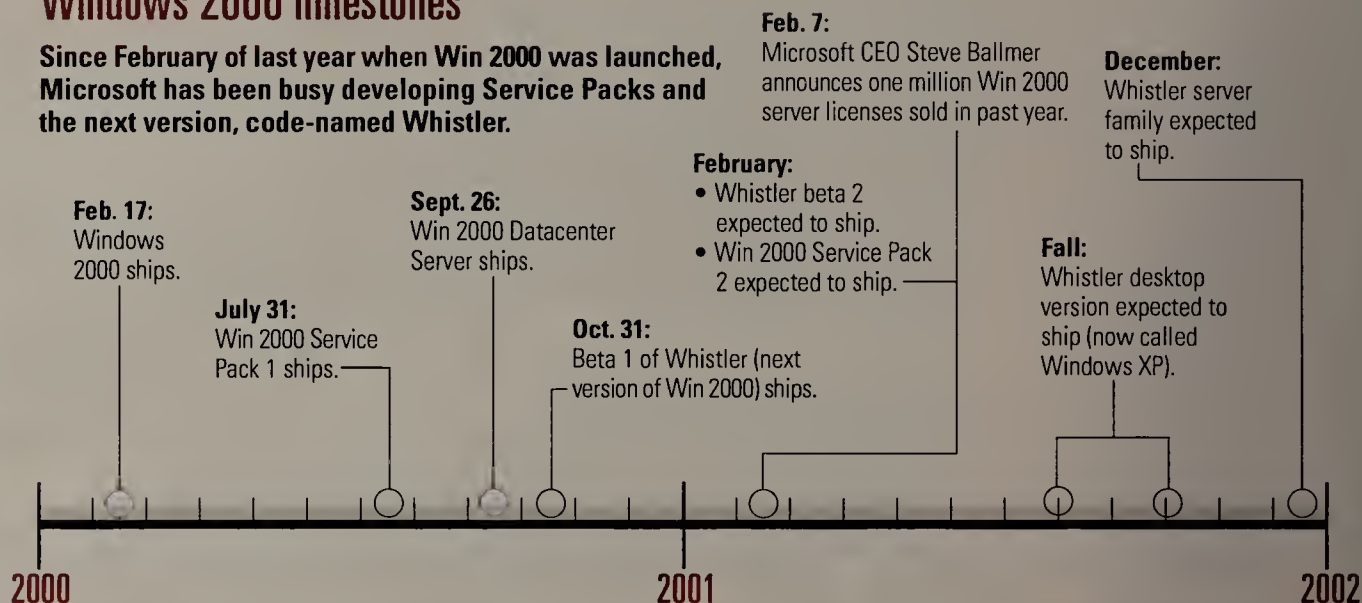 Windows 2000 milestones
Since February of last year when Win 2000 was launched,
Microsoft has been busy developing Service Packs and
the next version, code-named Whistler.
Feb. 17:
Windows
2000 ships.
July 31:
Win 2000 Service
Pack 1 ships.
Sept. 26:
Win 2000 Datacenter
Server ships.
Oct. 31:
Beta 1 of Whistler (next
version of Win 2000) ships.
Feb. 7:
Microsoft CEO Steve Ballmer
announces one million Win 2000
server licenses sold in past year.
February:
• Whistler beta 2
expected to ship.
• Win 2000 Service Pack
2 expected to ship.
Fall:
Whistler desktop
version expected to
ship (now called
Windows XP).
December:
Whistler server
family expected
to ship.
2000
2001
2002